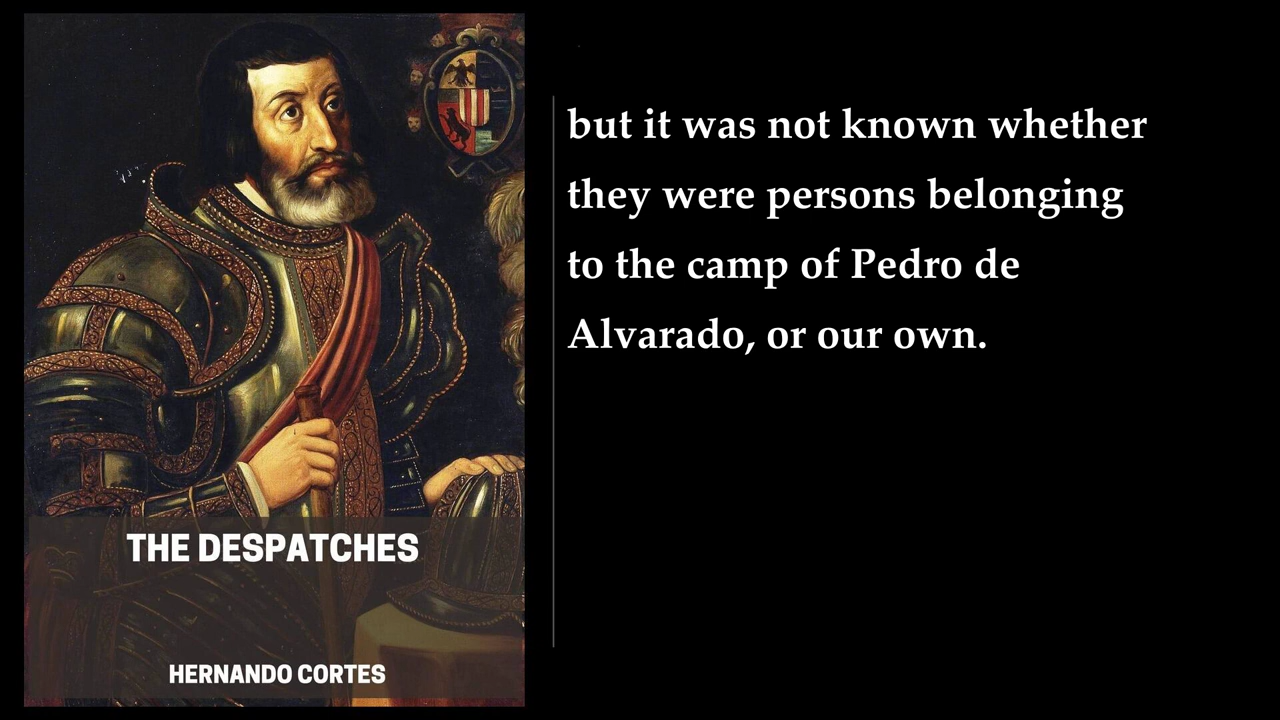 but it was not known whether
they were persons belonging
to the camp of Pedro de
Alvarado, or our own.
THE DESPATCHES
HERNANDO CORTES